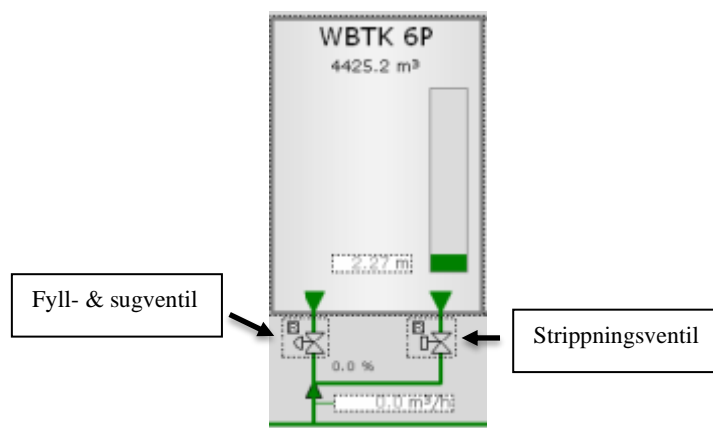 WBTK 6P
4425.2 m³
2.27 m
Fyll- & sugventil
B
B
Strippningsventil
0.0 %
0.0 m³/h